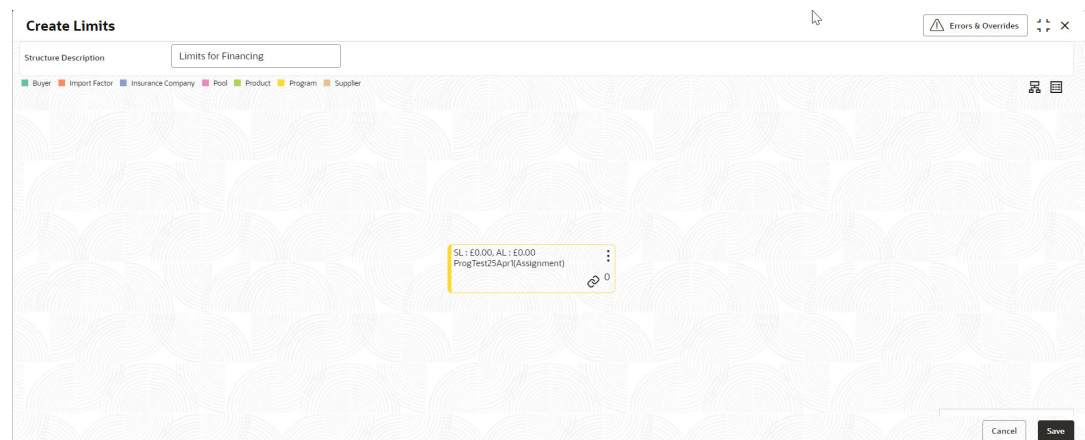 Create Limits
Errors & Overrides
Structure Description
Limits for Financing
Buyer Import Factor Insurance Company Pool Product Program Supplier
SL : £0.00, AL : £0.00
ProgTest25Apr1(Assignment)
0
Cancel Save